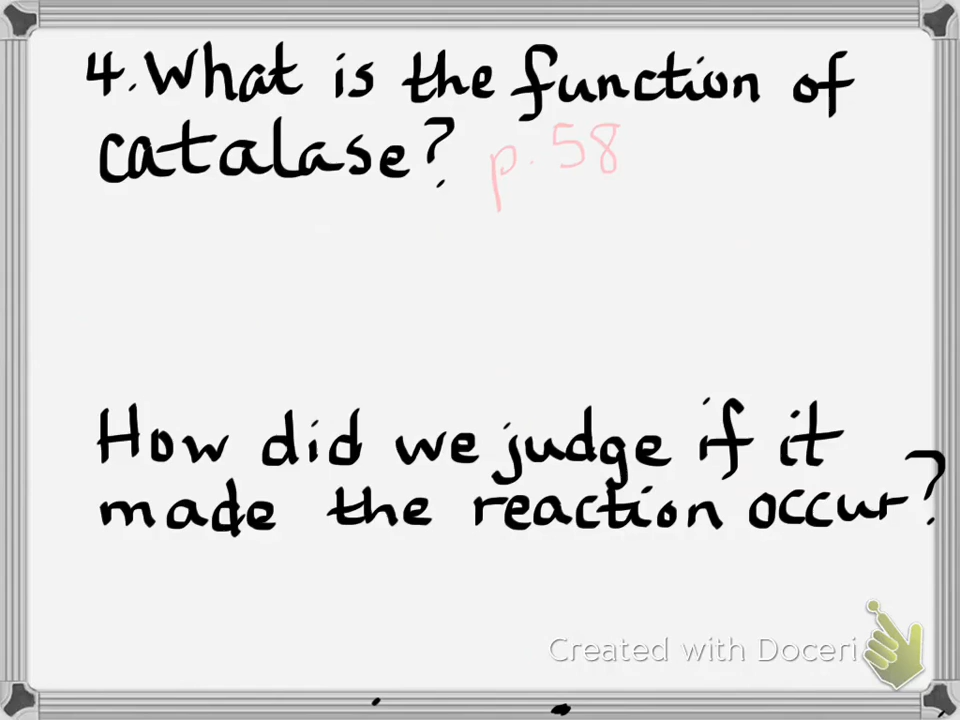 4. What is the function of
catalase? p. 58
How did we judge if it
made the reaction occur?
Created with Doceri